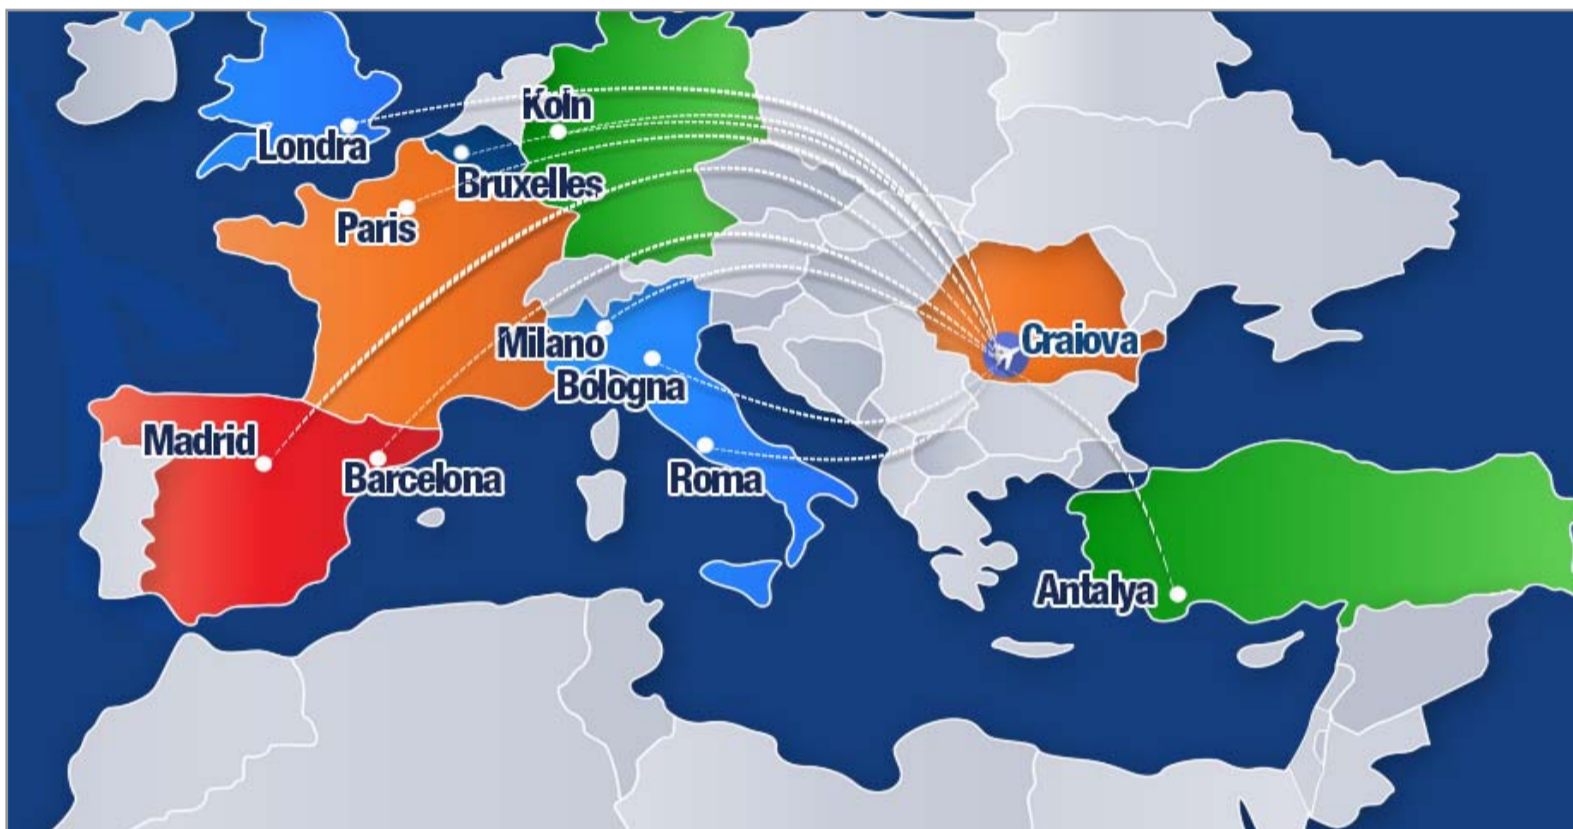 Koln
Londra
Bruxelles
Paris
Craiova
Milano
Bologna
Madrid
Barcelona
Roma
Antalya